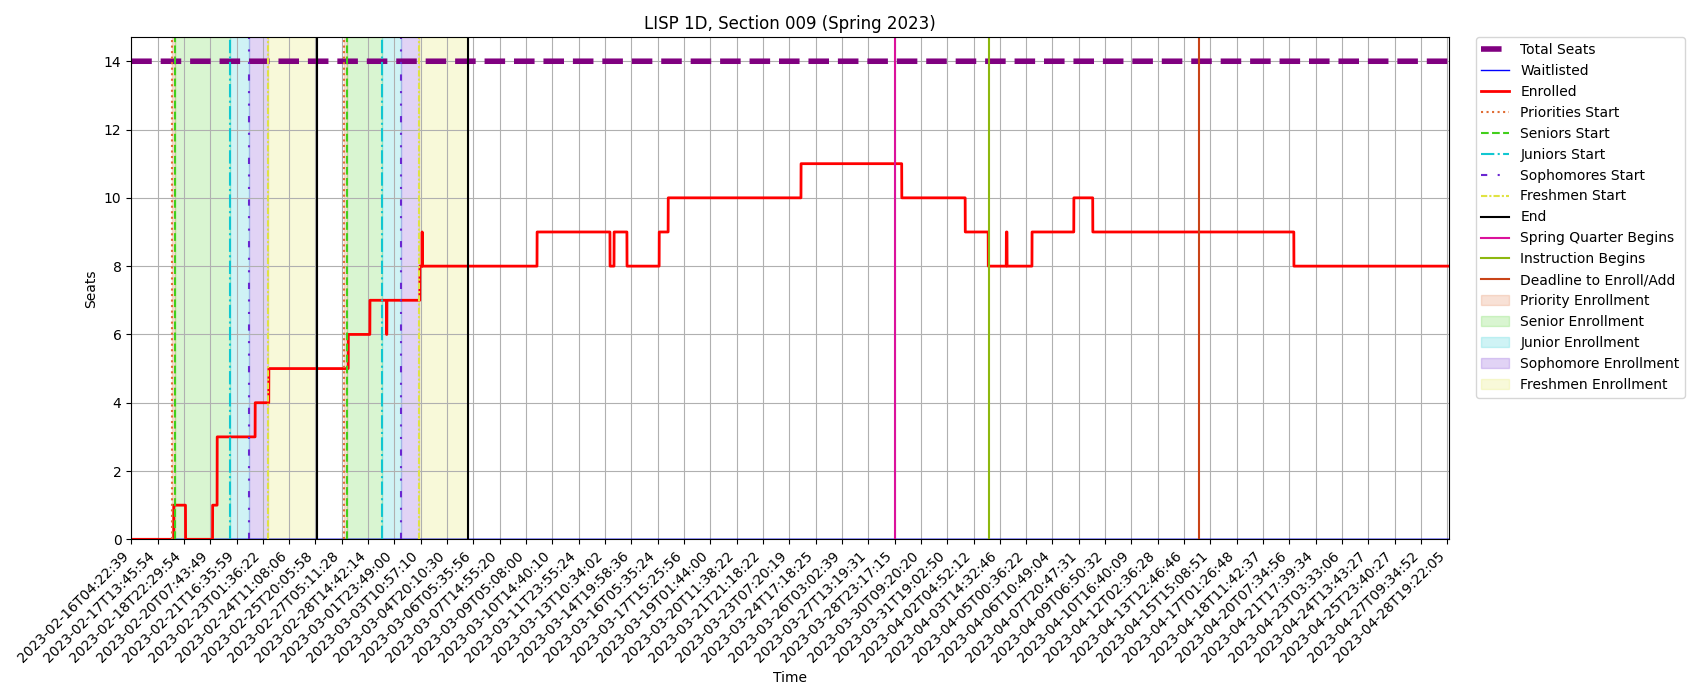 LISP 1D, Section 009 (Spring 2023)
14
12
10
8
6
4
2
0
Seats
2023-02-16T04:22:39
2023-02-17T13:45:54
2023-02-18T22:29:54
2023-02-20T07:43:49
2023-02-21T16:35:59
2023-02-23T01:36:22
2023-02-24T11:08:06
2023-02-25T20:05:58
2023-02-27T05:11:28
2023-02-28T14:42:14
2023-03-01T23:49:00
2023-03-03T10:57:10
2023-03-04T20:10:30
2023-03-06T05:35:56
2023-03-07T14:55:20
2023-03-09T05:08:00
2023-03-10T14:40:10
2023-03-11T23:55:24
2023-03-13T10:34:02
2023-03-14T19:58:36
2023-03-16T05:35:24
2023-03-17T15:25:56
2023-03-19T01:44:00
2023-03-20T11:38:22
2023-03-21T21:18:22
2023-03-23T07:20:19
2023-03-24T17:18:25
2023-03-26T03:02:39
2023-03-27T13:19:31
2023-03-28T23:17:15
2023-03-30T09:20:20
2023-03-31T19:02:50
2023-04-02T04:52:12
2023-04-03T14:32:46
2023-04-05T00:36:22
2023-04-06T10:49:04
2023-04-07T20:47:31
2023-04-09T06:50:32
2023-04-10T16:40:09
2023-04-12T02:36:28
2023-04-13T12:46:46
2023-04-15T15:08:51
2023-04-17T01:26:48
2023-04-18T11:42:37
2023-04-20T07:34:56
2023-04-21T17:39:34
2023-04-23T03:33:06
2023-04-24T13:43:27
2023-04-25T23:40:27
2023-04-27T09:34:52
2023-04-28T19:22:05
Time
Total Seats
Waitlisted
Enrolled
Priorities Start
Seniors Start
Juniors Start
Sophomores Start
Freshmen Start
End
Spring Quarter Begins
Instruction Begins
Deadline to Enroll/Add
Priority Enrollment
Senior Enrollment
Junior Enrollment
Sophomore Enrollment
Freshmen Enrollment